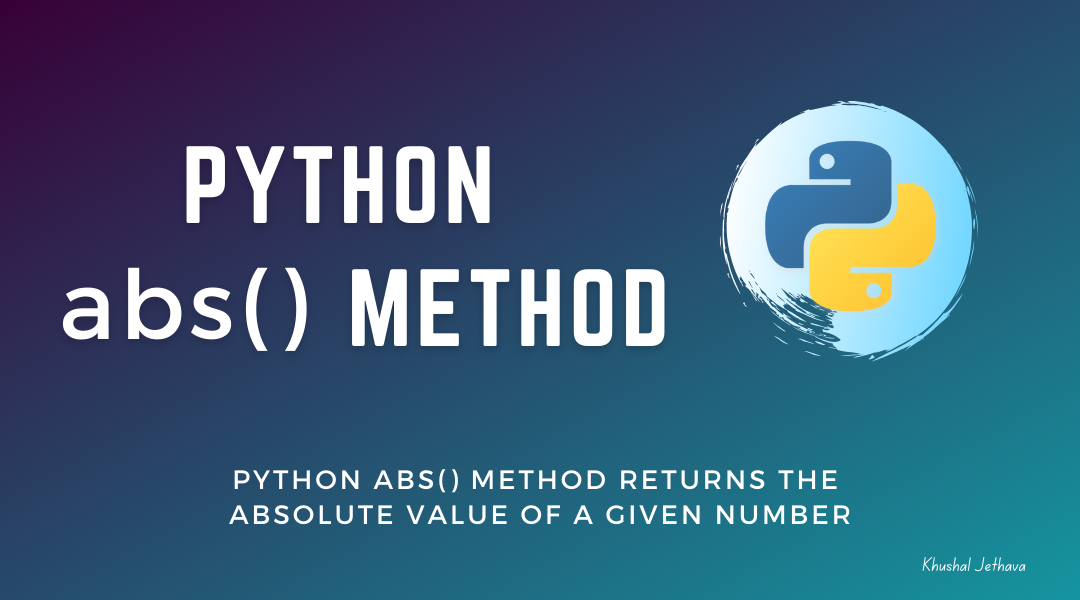 PYTHON
abs() METHOD
PYTHON ABS() METHOD RETURNS THE
ABSOLUTE VALUE OF A GIVEN NUMBER
Khushal Jethava